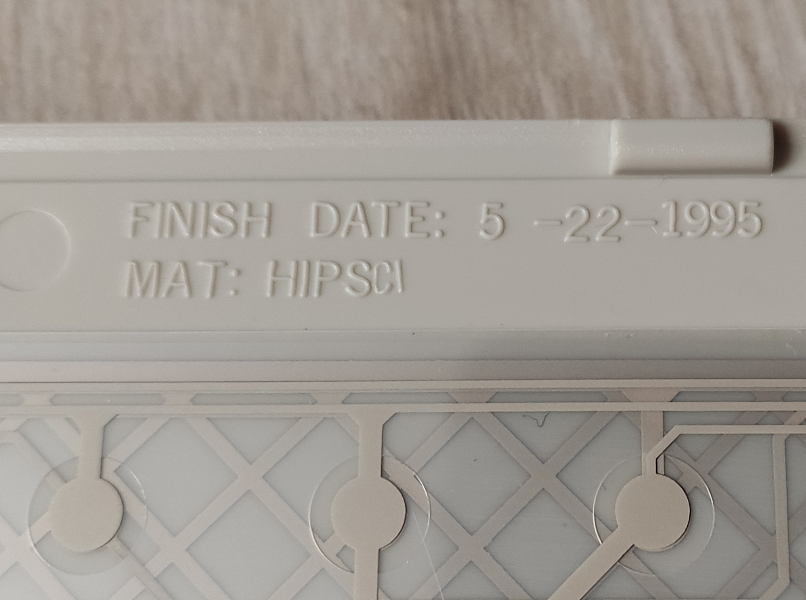 FINISH DATE: 5 -22-1995
MAT: HIPSCI